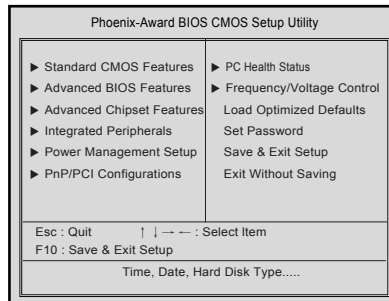 Phoenix-Award BIOS CMOS Setup Utility
▶ Standard CMOS Features
▶ Advanced BIOS Features
▶ Advanced Chipset Features
▶ Integrated Peripherals
▶ Power Management Setup
▶ PnP/PCI Configurations
▶ PC Health Status
▶ Frequency/Voltage Control
Load Optimized Defaults
Set Password
Save & Exit Setup
Exit Without Saving
Esc : Quit ↑ ↓ → ← : Select Item
F10 : Save & Exit Setup
Time, Date, Hard Disk Type.....